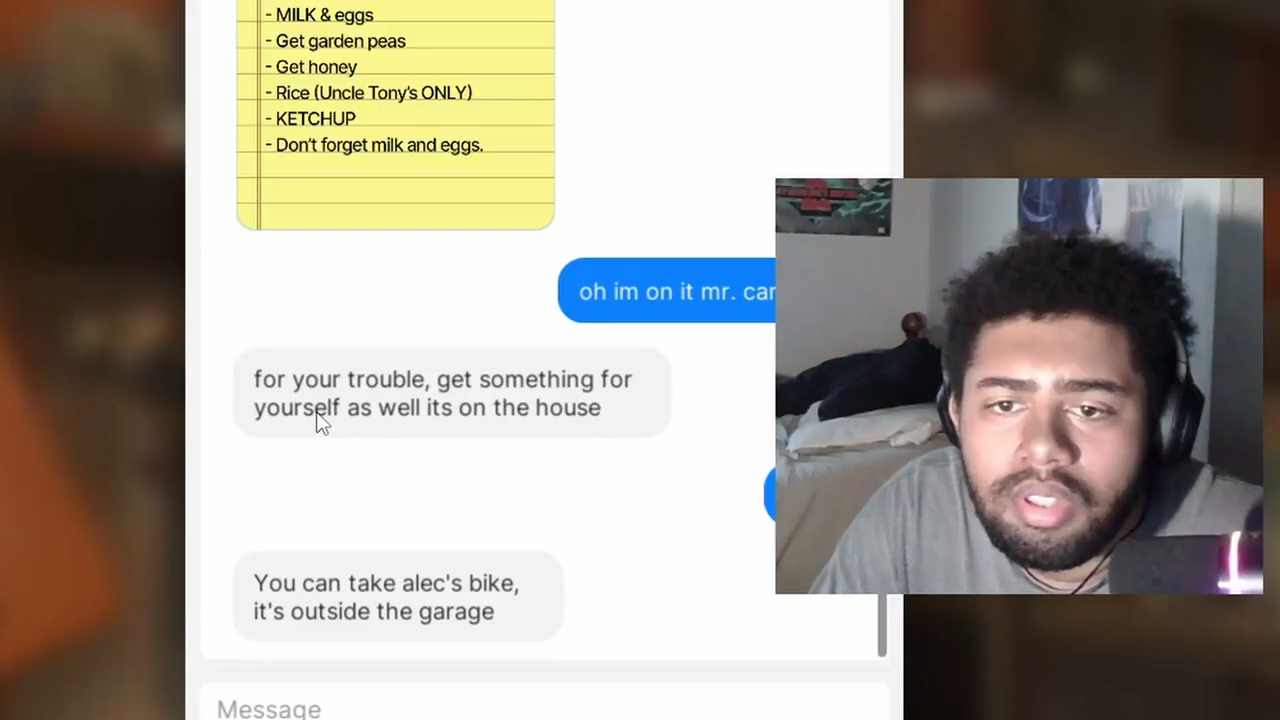 - MILK & eggs
- Get garden peas
- Get honey
- Rice (Uncle Tony's ONLY)
- KETCHUP
- Don't forget milk and eggs.
oh im on it mr. car
for your trouble, get something for
yourself as well its on the house
You can take alec's bike,
it's outside the garage
Message